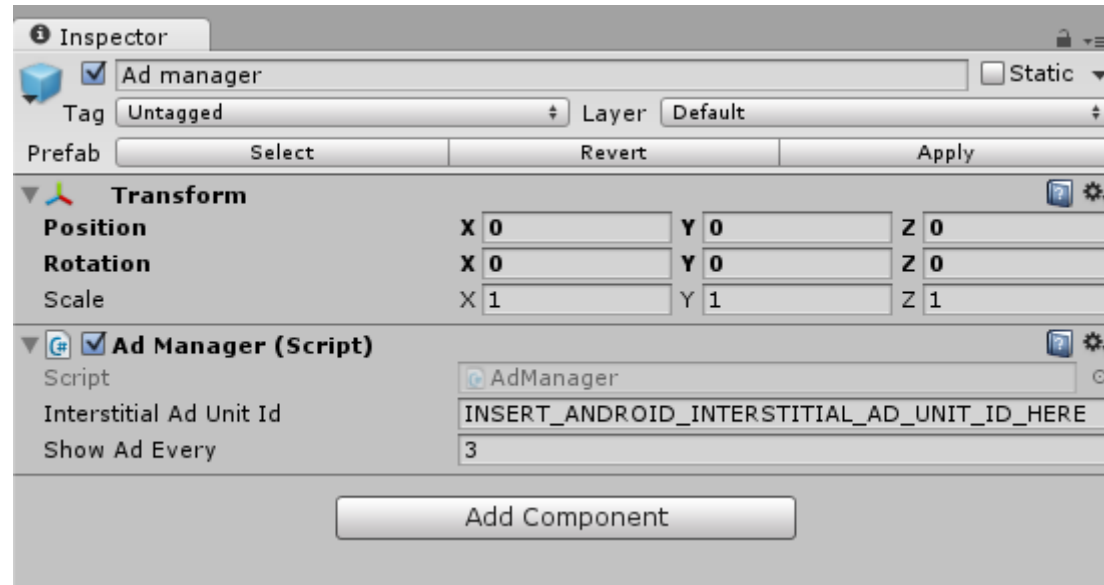 Inspector
Ad manager Static
Tag Untagged Layer Default
Prefab Select Revert Apply
Transform
Position X 0 Y 0 Z 0
Rotation X 0 Y 0 Z 0
Scale X 1 Y 1 Z 1
Ad Manager (Script)
Script AdManager
Interstitial Ad Unit Id INSERT_ANDROID_INTERSTITIAL_AD_UNIT_ID_HERE
Show Ad Every 3
Add Component